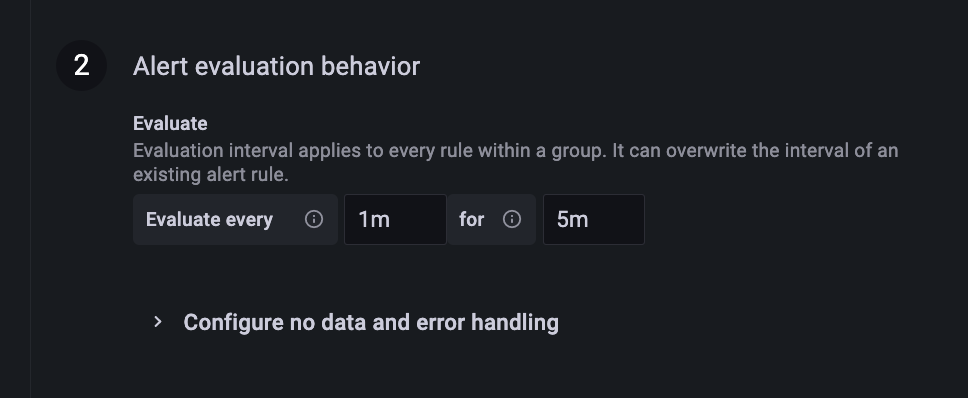 2 Alert evaluation behavior
Evaluate
Evaluation interval applies to every rule within a group. It can overwrite the interval of an
existing alert rule.
Evaluate every 1m for 5m
Configure no data and error handling